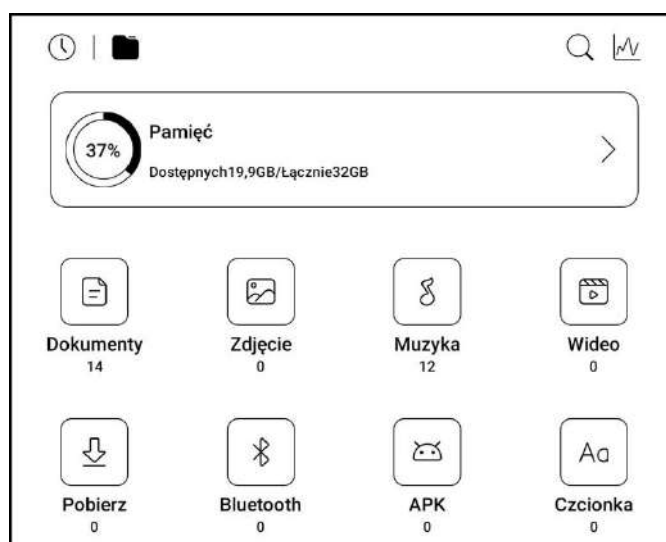 37%
Pamięć
Dostępnych19,9GB/Łącznie32GB
Dokumenty
Zdjęcie
Muzyka
Wideo
14
0
12
0
Aa
Pobierz
Bluetooth
APK
Czcionka
0
0
0
0